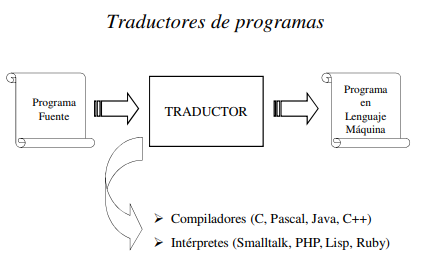 Traductores de programas
Programa
Fuente
TRADUCTOR
Programa
en
Lenguaje
Máquina
➢ Compiladores (C, Pascal, Java, C++)
➢ Intérpretes (Smalltalk, PHP, Lisp, Ruby)